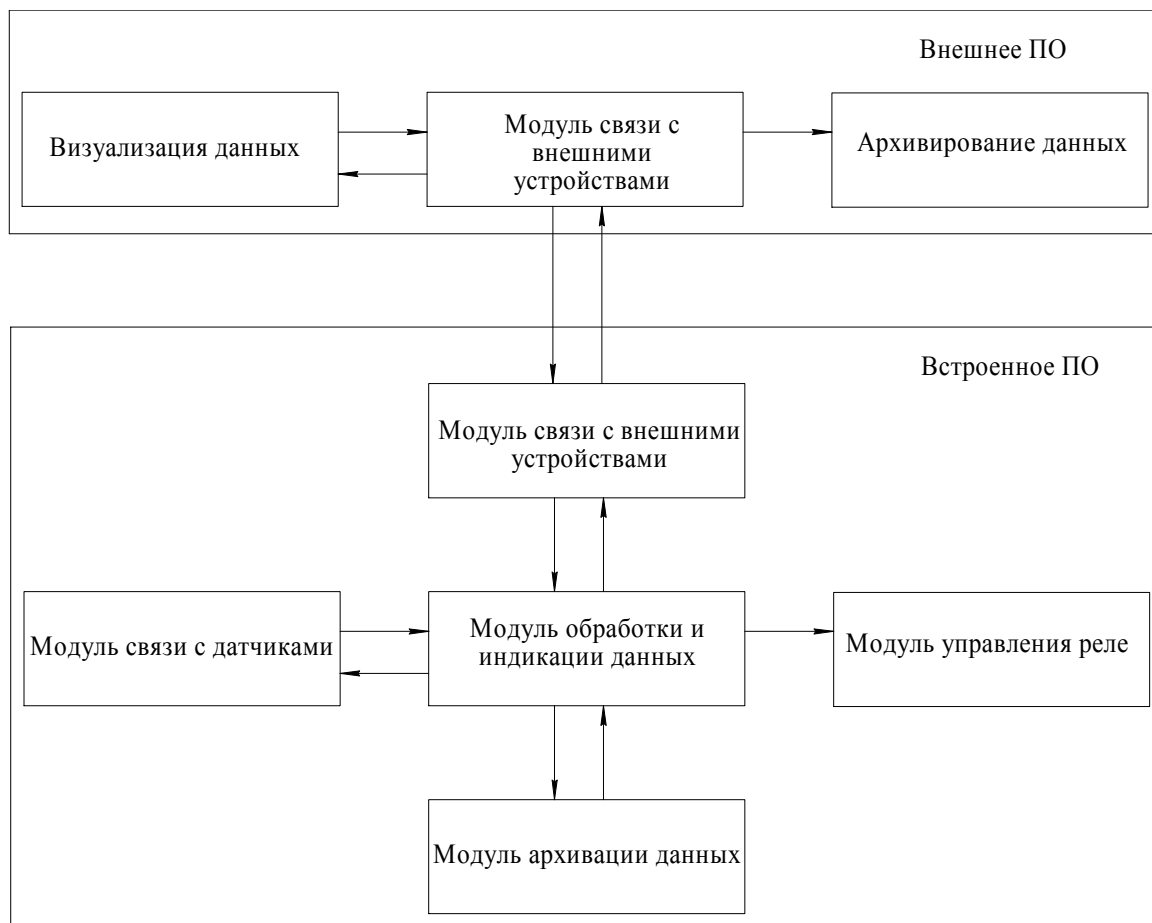 Внешнее ПО
Визуализация данных
Модуль связи с
внешними
устройствами
Архивирование данных
Встроенное ПО
Модуль связи с внешними
устройствами
Модуль связи с датчиками
Модуль обработки и
индикации данных
Модуль управления реле
Модуль архивации данных